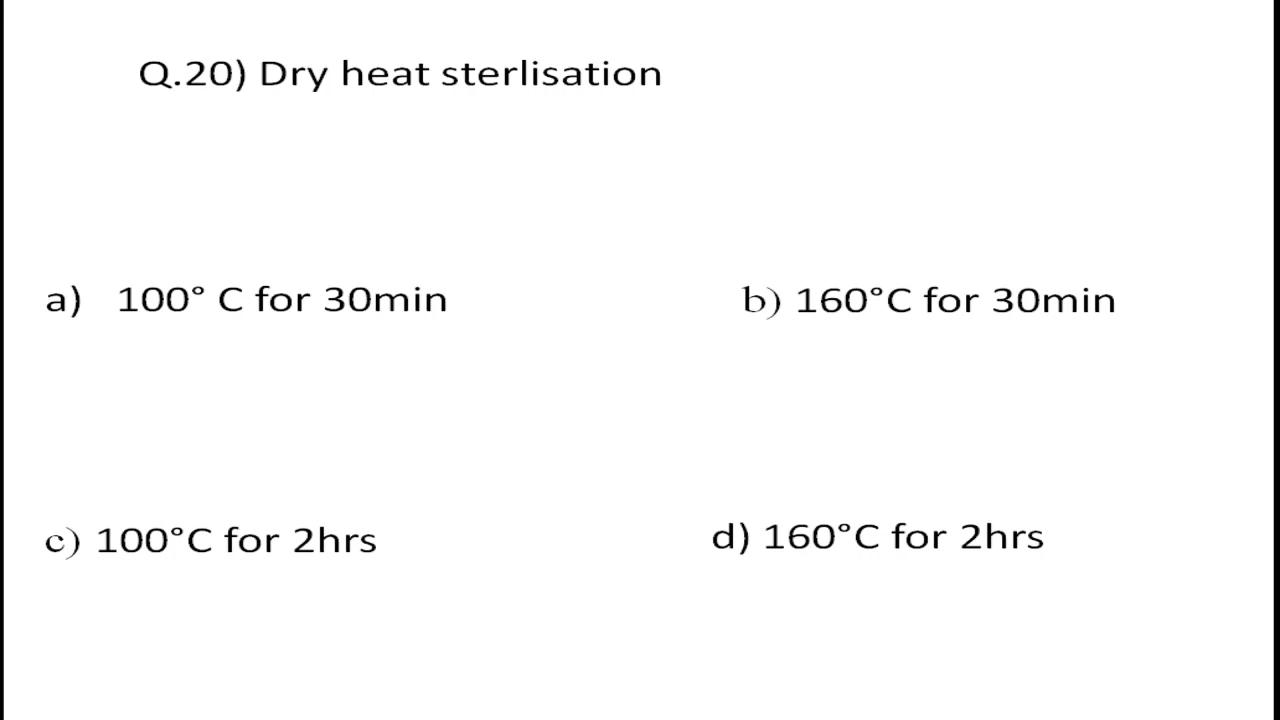 Q.20) Dry heat sterlisation
a) 100° C for 30min
b) 160°C for 30min
c) 100°C for 2hrs
d) 160°C for 2hrs